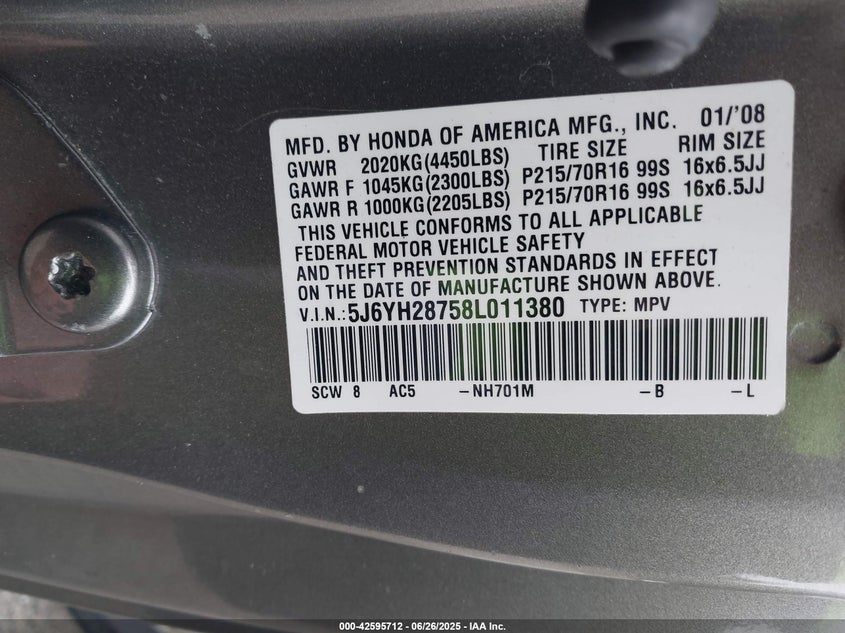 MFD. BY HONDA OF AMERICA MFG., INC. 01/'08
GVWR 2020KG(4450LBS) TIRE SIZE RIM SIZE
GAWR F 1045KG(2300LBS) P215/70R16 99S 16x6.5JJ
GAWR R 1000KG(2205LBS) P215/70R16 99S 16x6.5JJ
THIS VEHICLE CONFORMS TO ALL APPLICABLE
FEDERAL MOTOR VEHICLE SAFETY
AND THEFT PREVENTION STANDARDS IN EFFECT
ON THE DATE OF MANUFACTURE SHOWN ABOVE.
V.I.N.:5J6YH28758L011380 TYPE: MPV
SCW 8 AC5 –NH701M –B –L
000-42595712 | 06/26/2025 - IAA Inc.